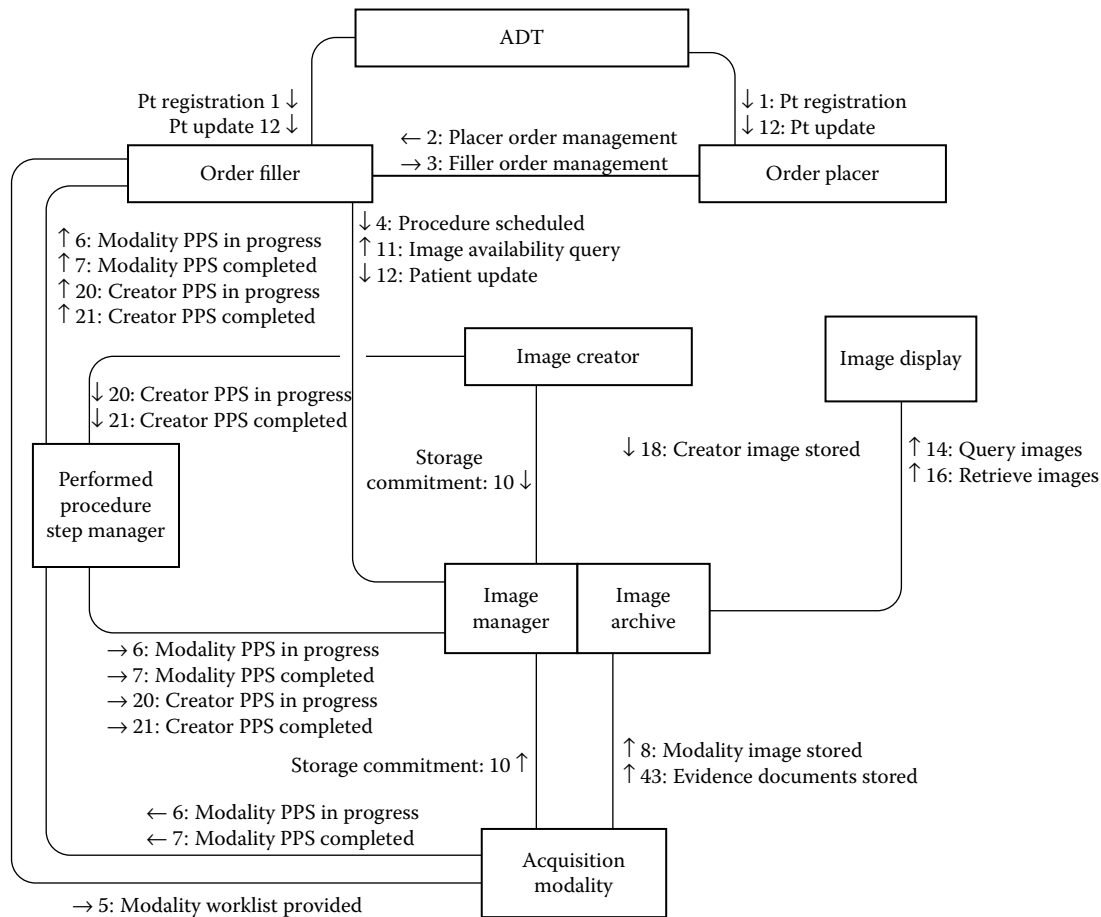 ADT
Pt registration 1 ↓
Pt update 12 ↓
↓ 1: Pt registration
↓ 12: Pt update
← 2: Placer order management
→ 3: Filler order management
Order filler
Order placer
↓ 4: Procedure scheduled
↑ 11: Image availability query
↓ 12: Patient update
↑ 6: Modality PPS in progress
↑ 7: Modality PPS completed
↑ 20: Creator PPS in progress
↑ 21: Creator PPS completed
Image creator
Image display
↓ 20: Creator PPS in progress
↓ 21: Creator PPS completed
Storage
commitment: 10 ↓
↓ 18: Creator image stored
↑ 14: Query images
↑ 16: Retrieve images
Performed
procedure
step manager
Image
manager
Image
archive
→ 6: Modality PPS in progress
→ 7: Modality PPS completed
→ 20: Creator PPS in progress
→ 21: Creator PPS completed
Storage commitment: 10 ↑
↑ 8: Modality image stored
↑ 43: Evidence documents stored
← 6: Modality PPS in progress
← 7: Modality PPS completed
Acquisition
modality
→ 5: Modality worklist provided